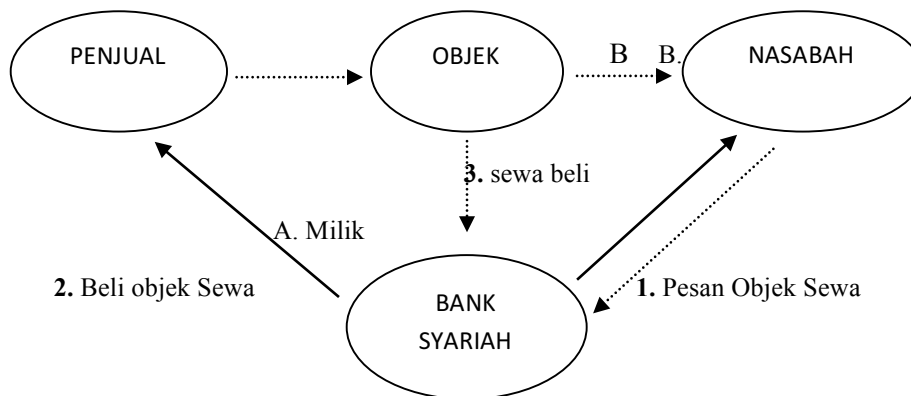 PENJUAL
OBJEK
B
B.
NASABAH
3. sewa beli
A. Milik
2. Beli objek Sewa
1. Pesan Objek Sewa
BANK
SYARIAH